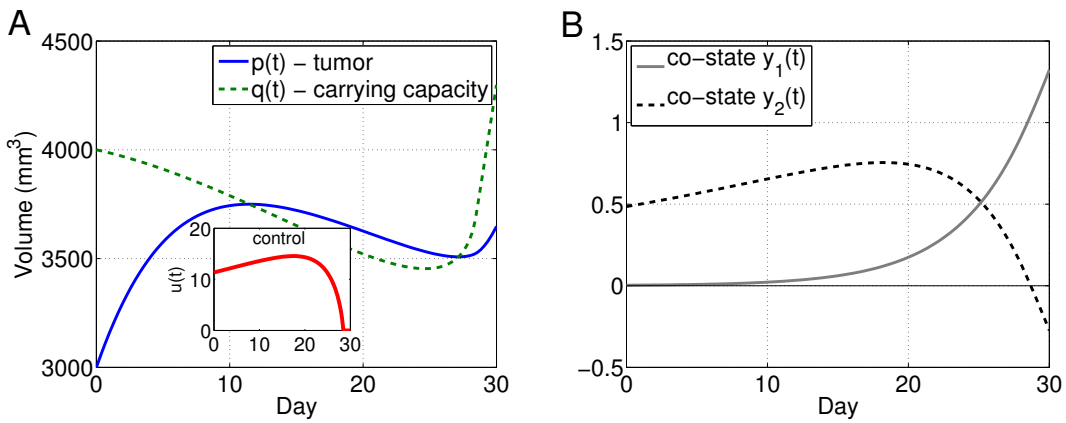 A
4500
4000
3500
3000
Volume (mm³)
p(t) − tumor
q(t) − carrying capacity
20
10
0
u(t)
control
0 10 20 30
0 10 20 30
Day
B
1.5
1
0.5
0
−0.5
co−state y₁(t)
co−state y₂(t)
0 10 20 30
Day